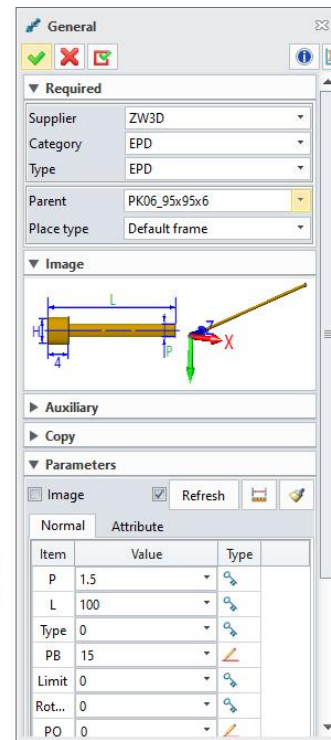 General
▼ Required
Supplier ZW3D
Category EPD
Type EPD
Parent PK06_95x95x6
Place type Default frame
▼ Image
L
H
4
P
Z
X
▶ Auxiliary
▶ Copy
▼ Parameters
Image Refresh
Normal Attribute
Item Value Type
P 1.5
L 100
Type 0
PB 15
Limit 0
Rot... 0
PO 0